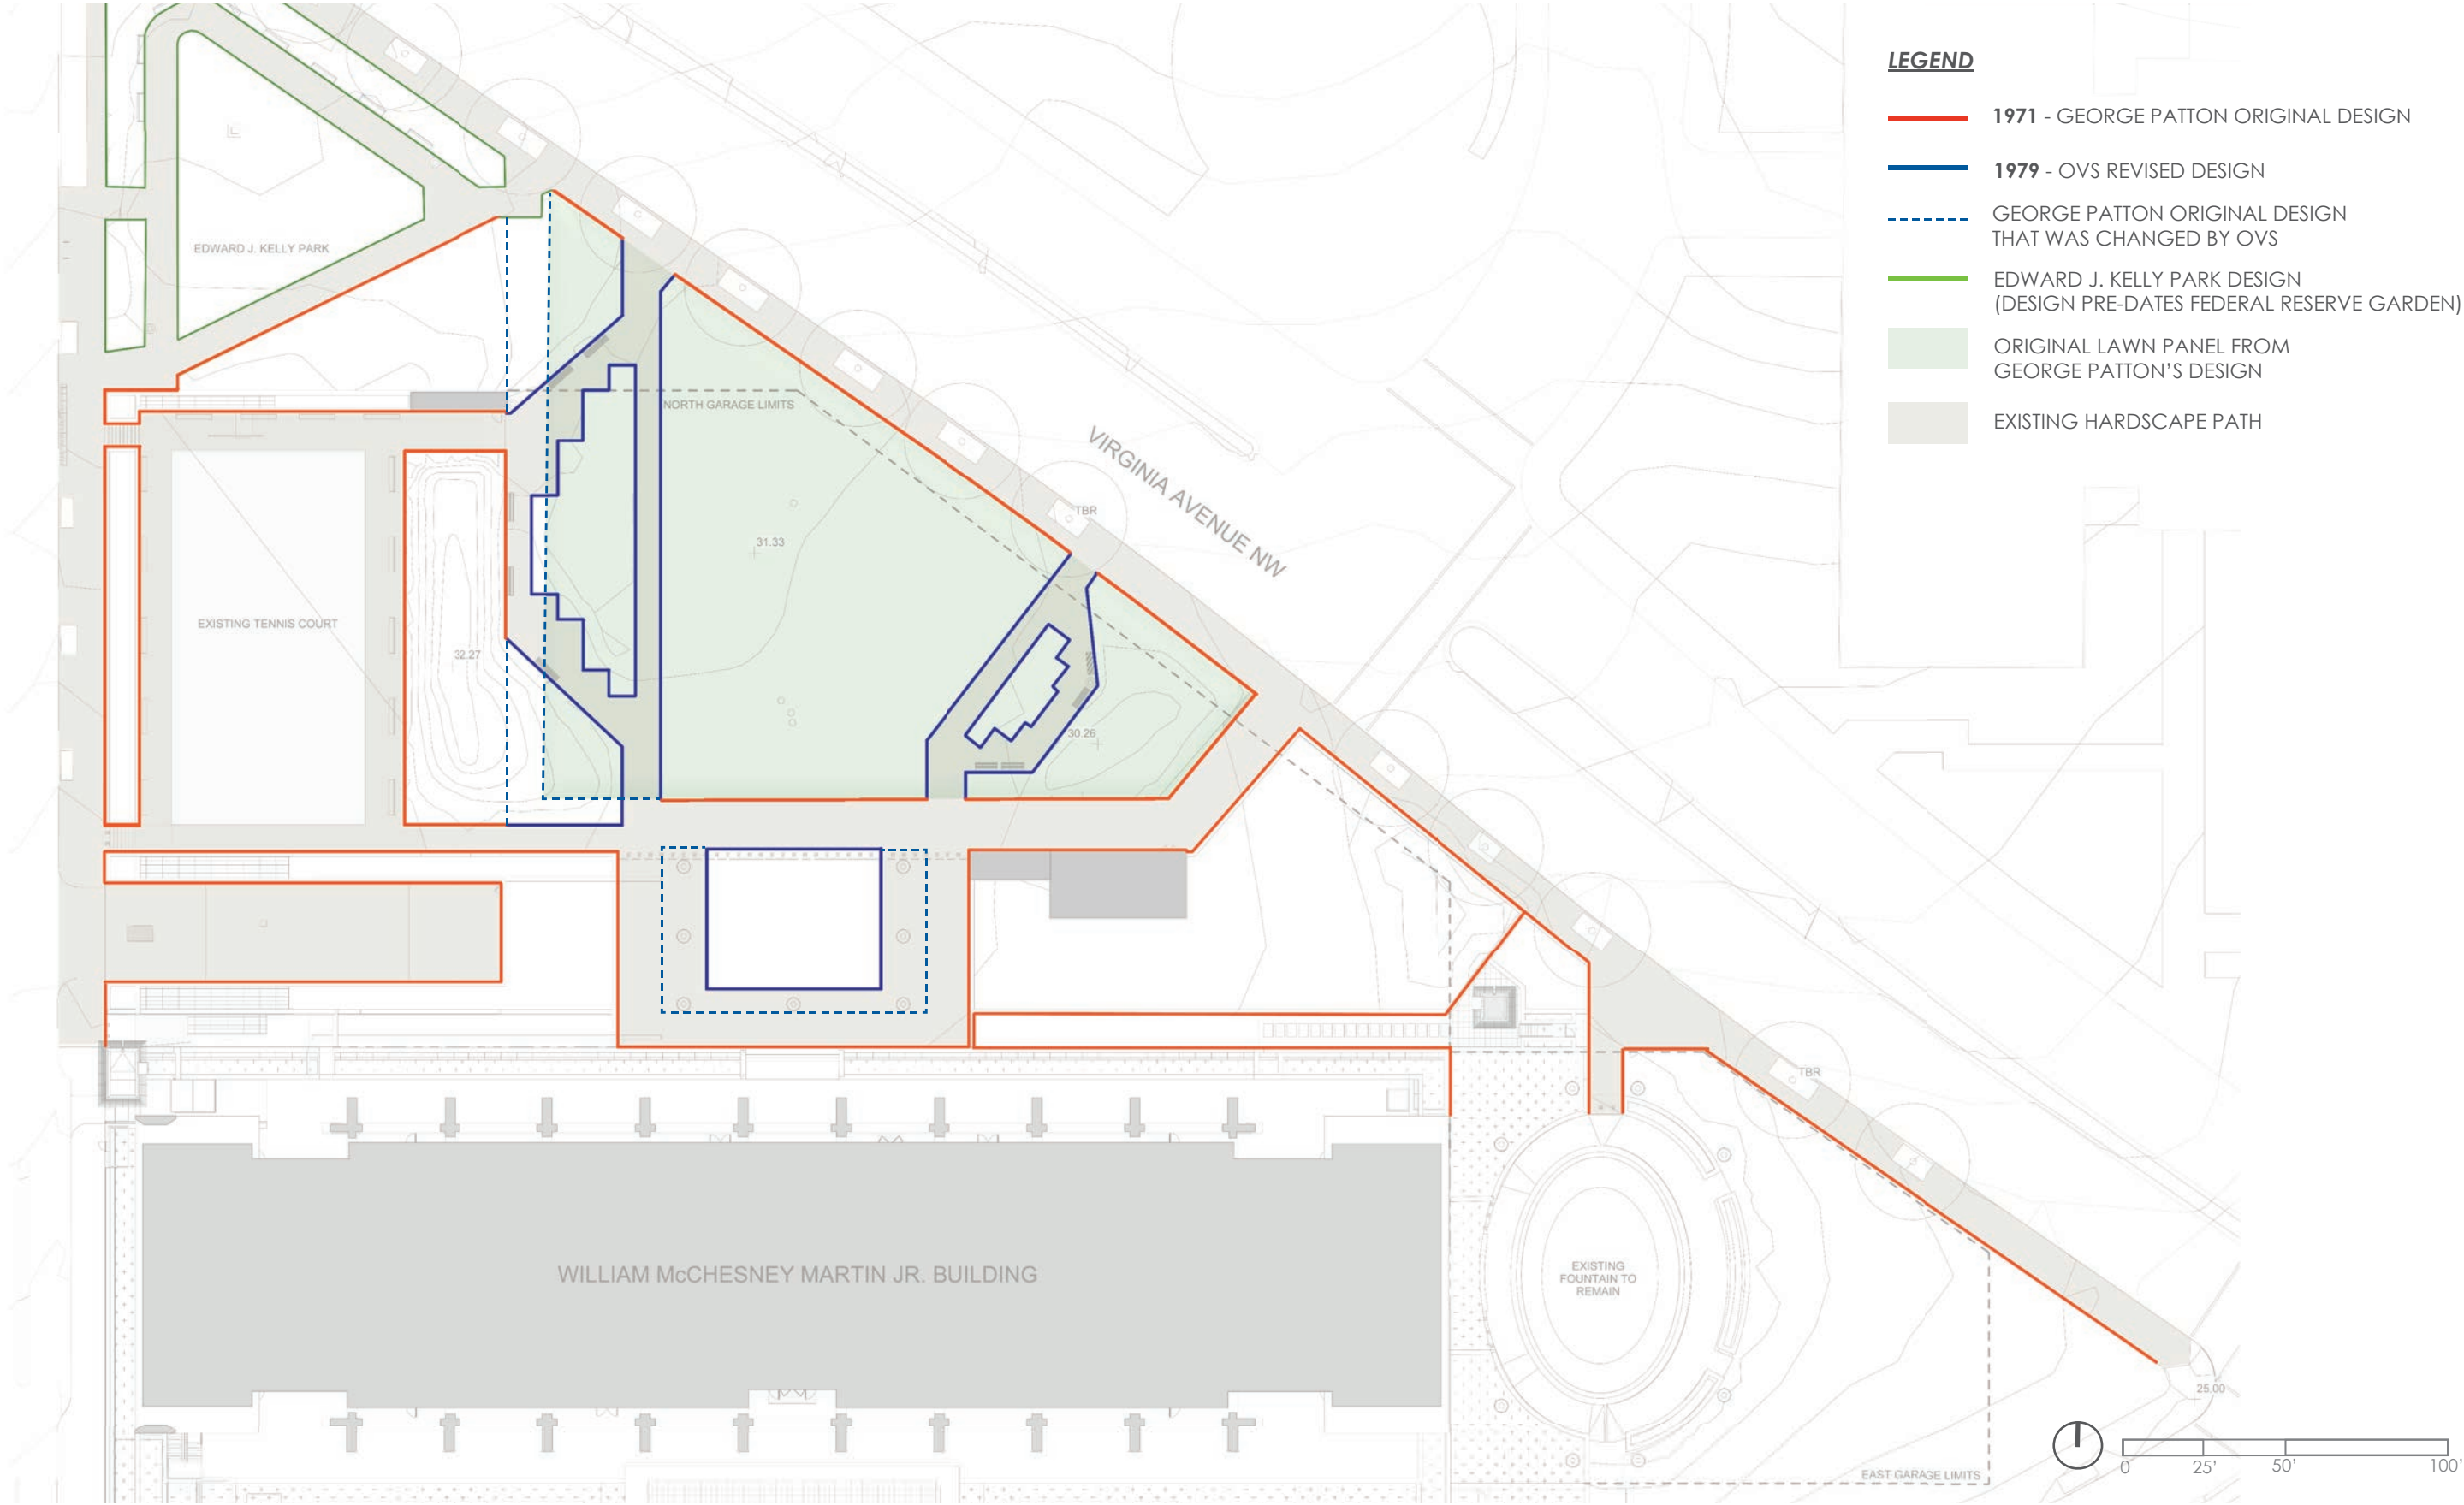 LEGEND
1971 - GEORGE PATTON ORIGINAL DESIGN
1979 - OVS REVISED DESIGN
GEORGE PATTON ORIGINAL DESIGN
THAT WAS CHANGED BY OVS
EDWARD J. KELLY PARK DESIGN
(DESIGN PRE-DATES FEDERAL RESERVE GARDEN)
ORIGINAL LAWN PANEL FROM
GEORGE PATTON'S DESIGN
EXISTING HARDSCAPE PATH
EDWARD J. KELLY PARK
NORTH GARAGE LIMITS
VIRGINIA AVENUE NW
TBR
31.33
EXISTING TENNIS COURT
32.27
30.26
TBR
WILLIAM McCHESNEY MARTIN JR. BUILDING
EXISTING
FOUNTAIN TO
REMAIN
25.00
EAST GARAGE LIMITS
0 25' 50' 100'